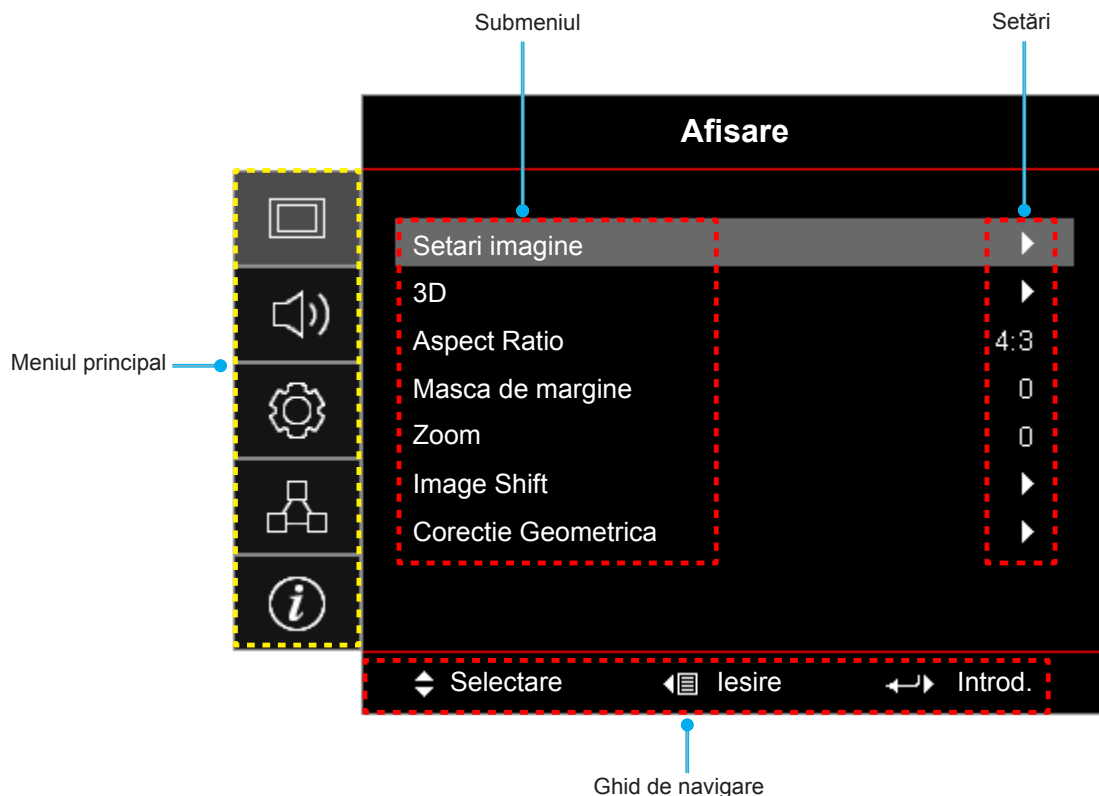 Submeniul
Setări
Afisare
Setari imagine
3D
Aspect Ratio 4:3
Masca de margine 0
Zoom 0
Image Shift
Corectie Geometrica
Meniul principal
i
Selectare Iesire Introd.
Ghid de navigare